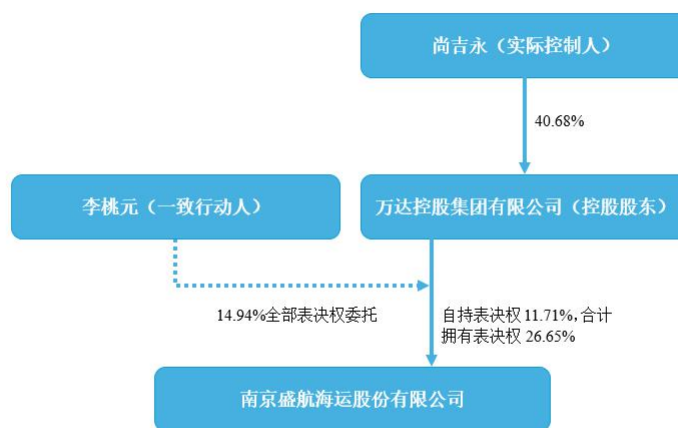 尚吉永（实际控制人）
40.68%
李桃元（一致行动人）
万达控股集团有限公司（控股股东）
14.94%全部表决权委托
自持表决权 11.71%,合计
拥有表决权 26.65%
南京盛航海运股份有限公司